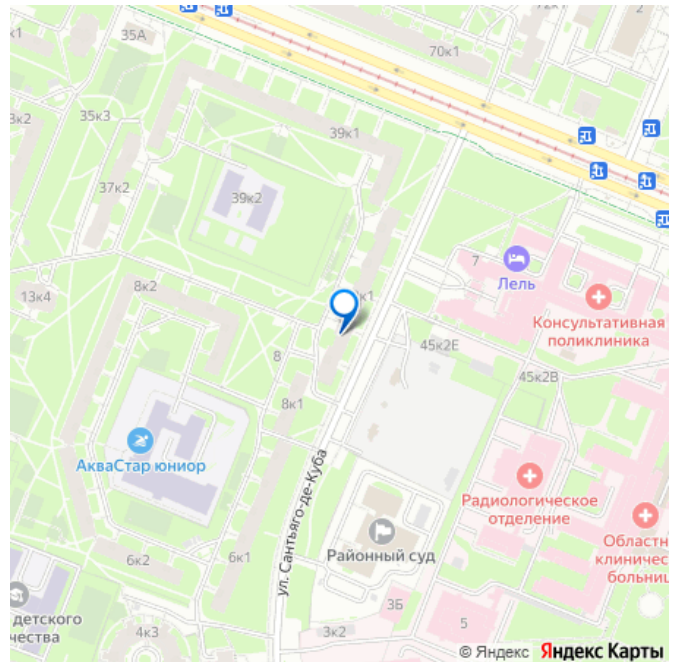 35А
70к1
2
35к3
39к1
37к2
39к2
7
Лель
Консультативная
поликлиника
13к4
8к2
8
45к2Е
45к2В
8к1
АкваСтар юниор
Радиологическое
отделение
ул. Сантьяго-де-Куба
Районный суд
Областн
клиничес
больниц
6к2
6к1
детского
чества
4к3
3Б
3к2
5
© Яндекс Яндекс Карты